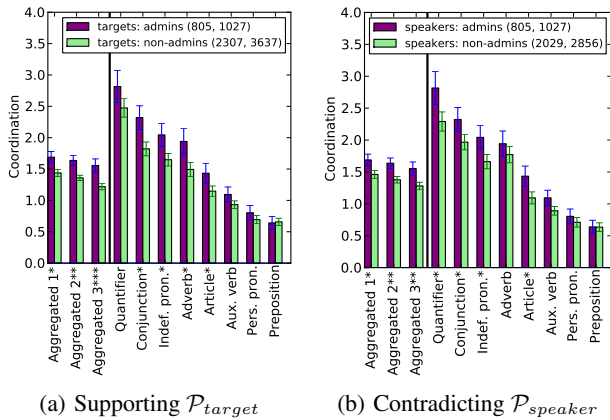 targets: admins (805, 1027)
targets: non-admins (2307, 3637)
Coordination
4.0
3.5
3.0
2.5
2.0
1.5
1.0
0.5
0.0
Aggregated 1*
Aggregated 2**
Aggregated 3***
Quantifier
Conjunction*
Indef. pron.*
Adverb*
Article*
Aux. verb
Pers. pron.
Preposition
(a) Supporting P_target
speakers: admins (805, 1027)
speakers: non-admins (2029, 2856)
Coordination
4.0
3.5
3.0
2.5
2.0
1.5
1.0
0.5
0.0
Aggregated 1*
Aggregated 2**
Aggregated 3**
Quantifier*
Conjunction*
Indef. pron.*
Adverb
Article*
Aux. verb
Pers. pron.
Preposition
(b) Contradicting P_speaker